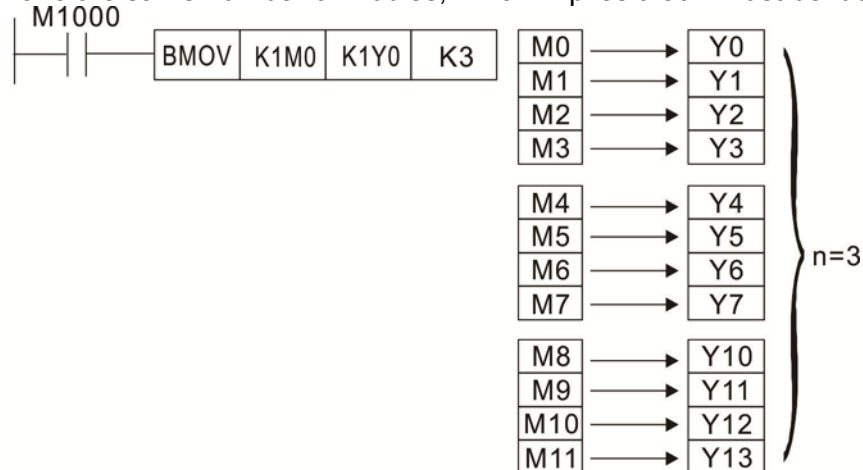 M1000
BMOV K1M0 K1Y0 K3
M0 Y0
M1 Y1
M2 Y2
M3 Y3
M4 Y4
M5 Y5
M6 Y6
M7 Y7
n=3
M8 Y10
M9 Y11
M10 Y12
M11 Y13